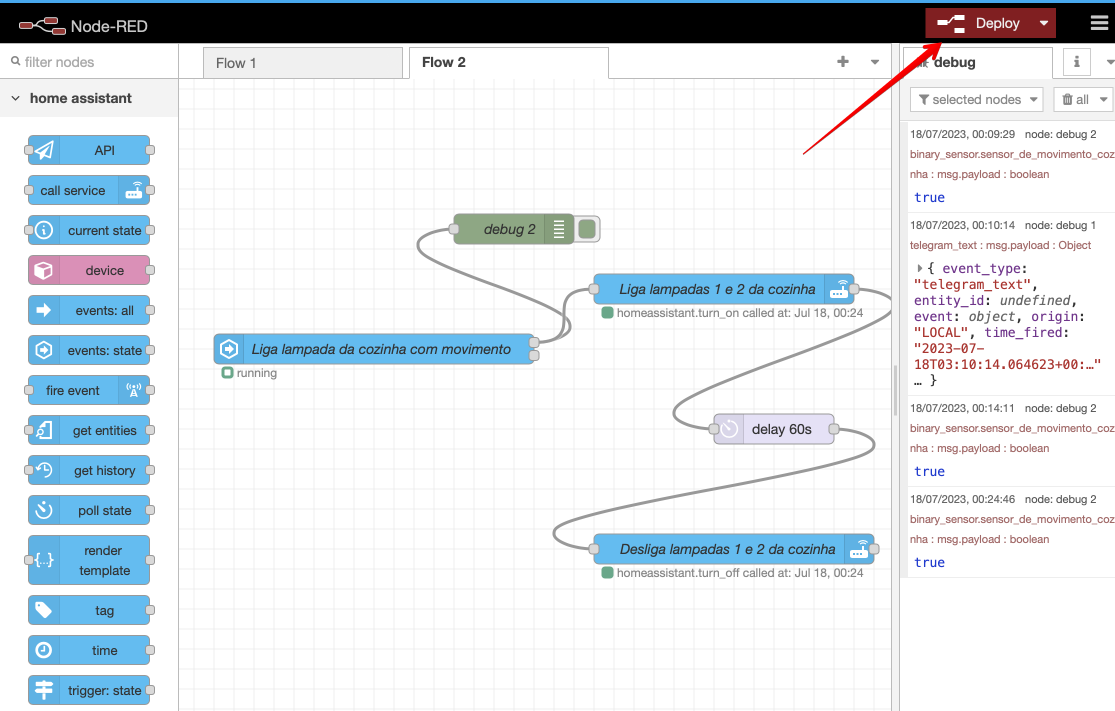 Node-RED
Deploy
filter nodes
Flow 1
Flow 2
debug
i
home assistant
selected nodes
all
API
call service
current state
device
events: all
events: state
fire event
get entities
get history
poll state
render
template
tag
time
trigger: state
debug 2
Liga lampadas 1 e 2 da cozinha
homeassistant.turn_on called at: Jul 18, 00:24
Liga lampada da cozinha com movimento
running
delay 60s
Desliga lampadas 1 e 2 da cozinha
homeassistant.turn_off called at: Jul 18, 00:24
18/07/2023, 00:09:29 node: debug 2
binary_sensor.sensor_de_movimento_coz
nha : msg.payload : boolean
true
18/07/2023, 00:10:14 node: debug 1
telegram_text : msg.payload : Object
{ event_type:
"telegram_text",
entity_id: undefined,
event: object, origin:
"LOCAL", time_fired:
"2023-07-
18T03:10:14.064623+00:…"
… }
18/07/2023, 00:14:11 node: debug 2
binary_sensor.sensor_de_movimento_coz
nha : msg.payload : boolean
true
18/07/2023, 00:24:46 node: debug 2
binary_sensor.sensor_de_movimento_coz
nha : msg.payload : boolean
true